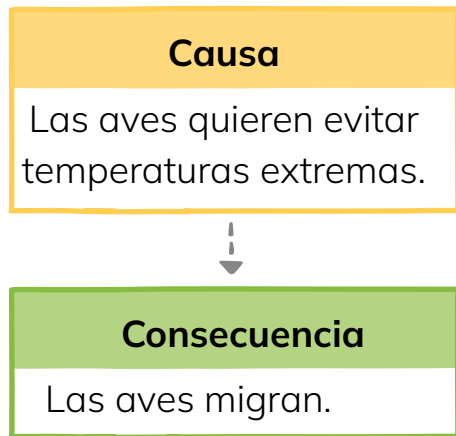 Causa
Las aves quieren evitar
temperaturas extremas.
Consecuencia
Las aves migran.